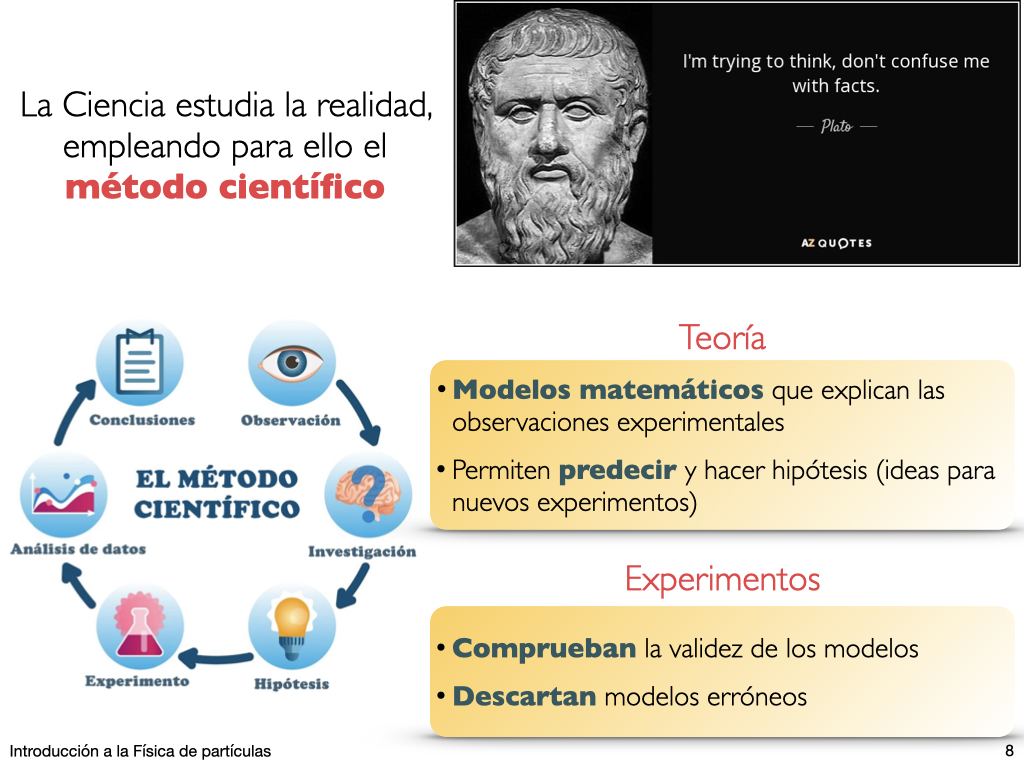 La Ciencia estudia la realidad,
empleando para ello el
método científico
I'm trying to think, don't confuse me
with facts.
— Plato —
AZ QUOTES
Conclusiones
Observación
EL MÉTODO
CIENTÍFICO
Análisis de datos
Investigación
Experimento
Hipótesis
Teoría
• Modelos matemáticos que explican las
observaciones experimentales
• Permiten predecir y hacer hipótesis (ideas para
nuevos experimentos)
Experimentos
• Comprueban la validez de los modelos
• Descartan modelos erróneos
Introducción a la Física de partículas
8